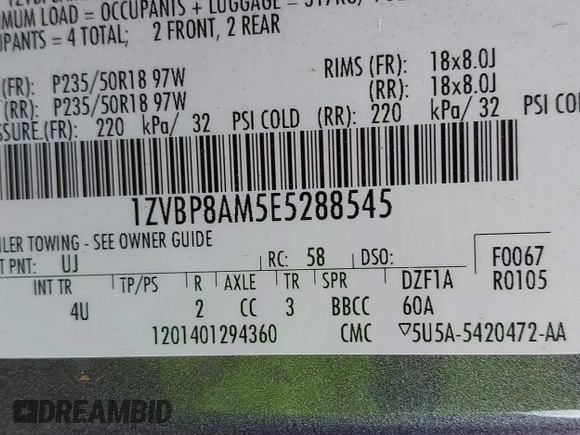 MUM LOAD = OCCUPANTS + LUGGAGE =
UPANTS = 4 TOTAL; 2 FRONT, 2 REAR
(FR): P235/50R18 97W RIMS (FR): 18x8.0J
(RR): P235/50R18 97W (RR): 18x8.0J
SSURE.(FR): 220 kPa/ 32 PSI COLD (RR): 220 kPa/ 32 PSI CO
1ZVBP8AM5E5288545
ILER TOWING - SEE OWNER GUIDE
T PNT: UJ RC: 58 DSO: F0067
INT TR TP/PS R AXLE TR SPR DZF1A R0105
4U 2 CC 3 BBCC 60A
1201401294360 CMC ▽5U5A-5420472-AA
DREAMBID